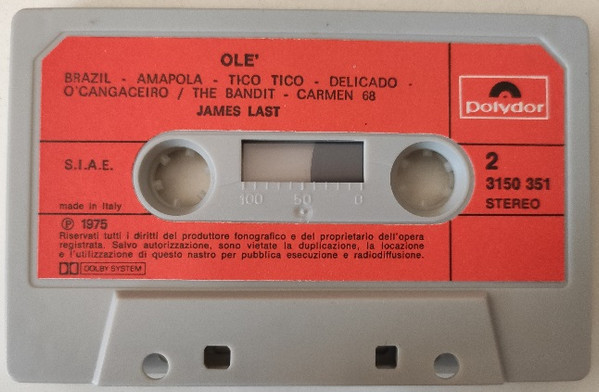 OLE'
BRAZIL - AMAPOLA - TICO TICO - DELICADO -
O'CANGACEIRO / THE BANDIT - CARMEN 68
JAMES LAST
Polydor
S.I.A.E.
made in Italy
100 50 0
2
3150 351
STEREO
Ⓟ 1975
Riservati tutti i diritti del produttore fonografico e del proprietario dell'opera
registrata. Salvo autorizzazione, sono vietate la duplicazione, la locazione
e l'utilizzazione di questo nastro per pubblica esecuzione e radiodiffusione.
DOLBY SYSTEM